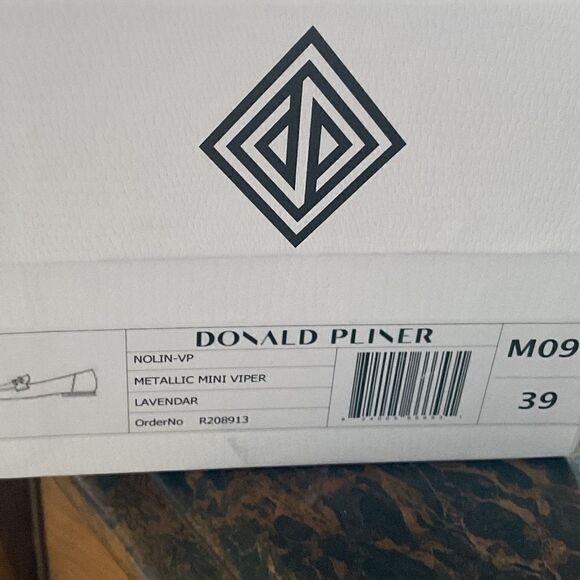 DONALD PLINER
NOLIN-VP
METALLIC MINI VIPER
LAVENDAR
OrderNo R208913
M09
39